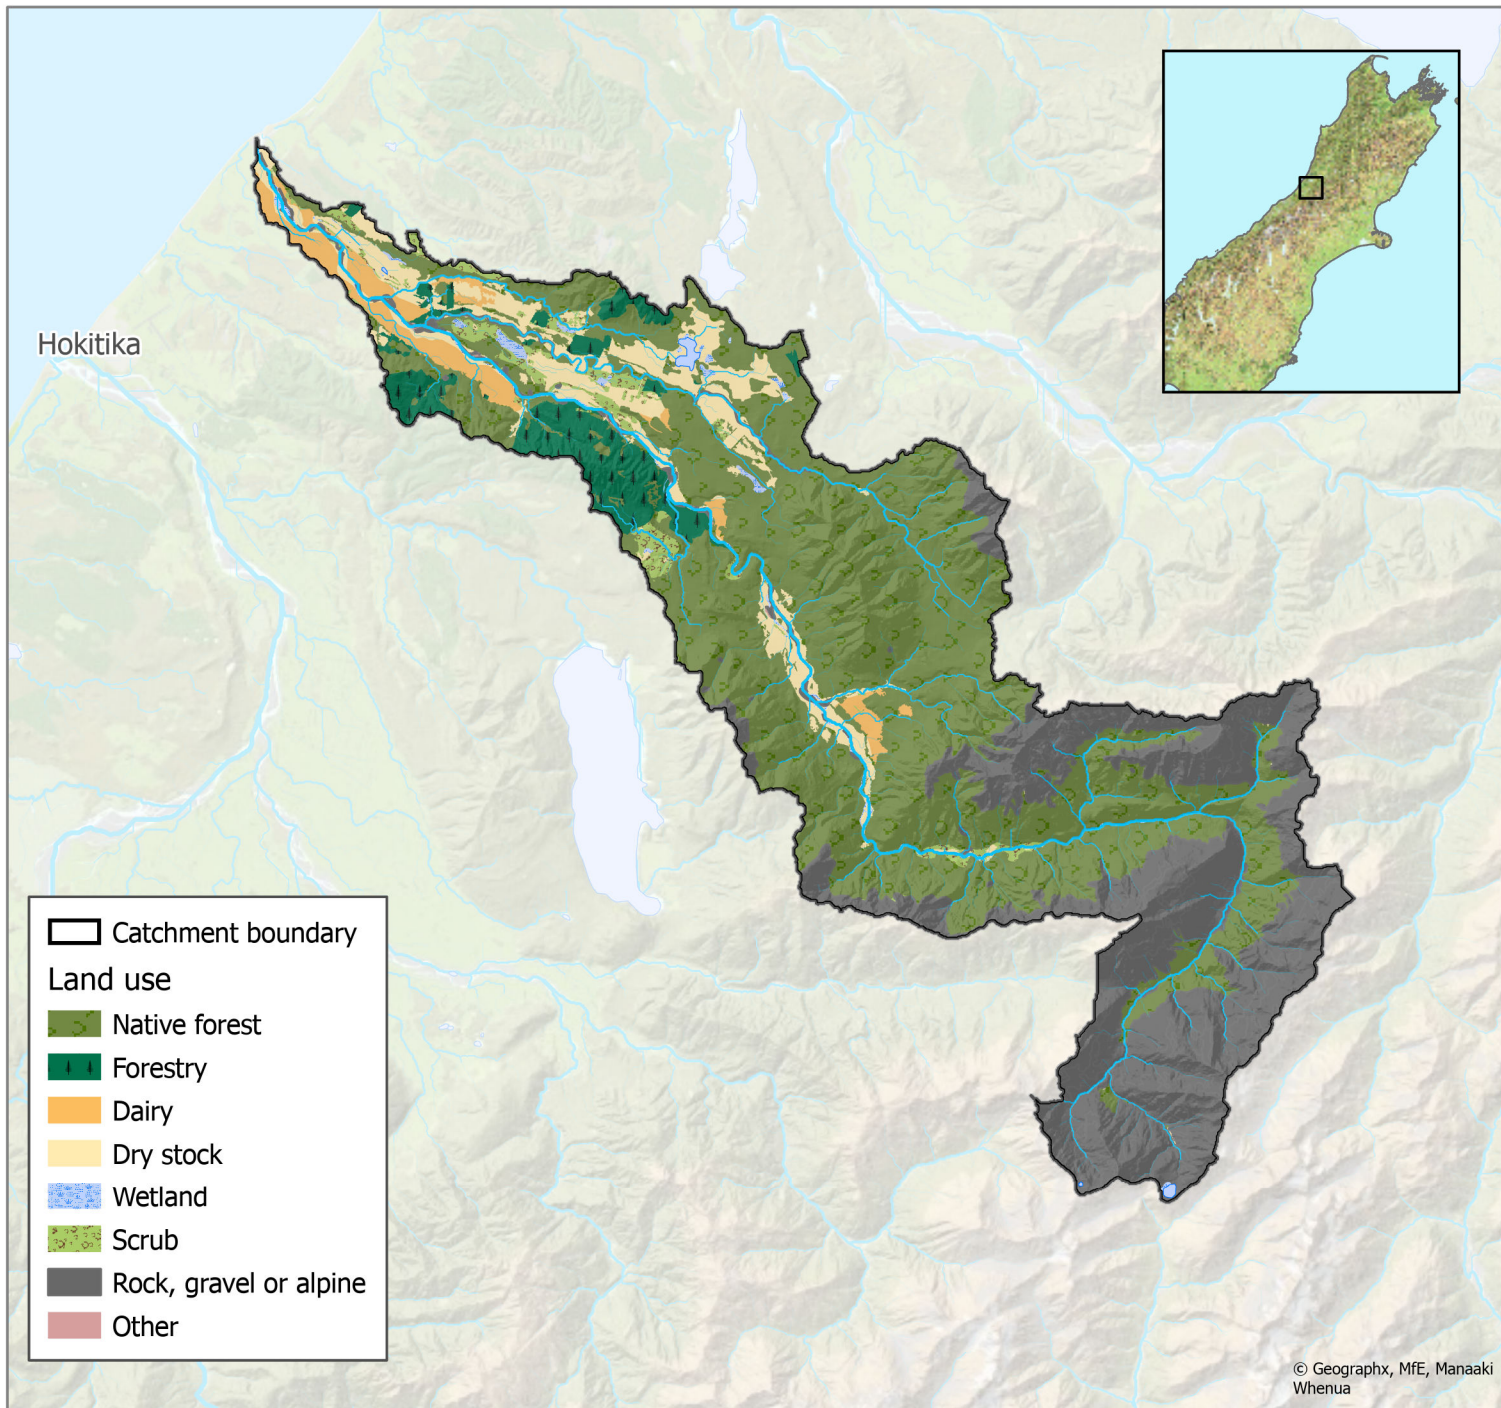 Hokitika
Catchment boundary
Land use
Native forest
Forestry
Dairy
Dry stock
Wetland
Scrub
Rock, gravel or alpine
Other
© Geographx, MfE, Manaaki
Whenua